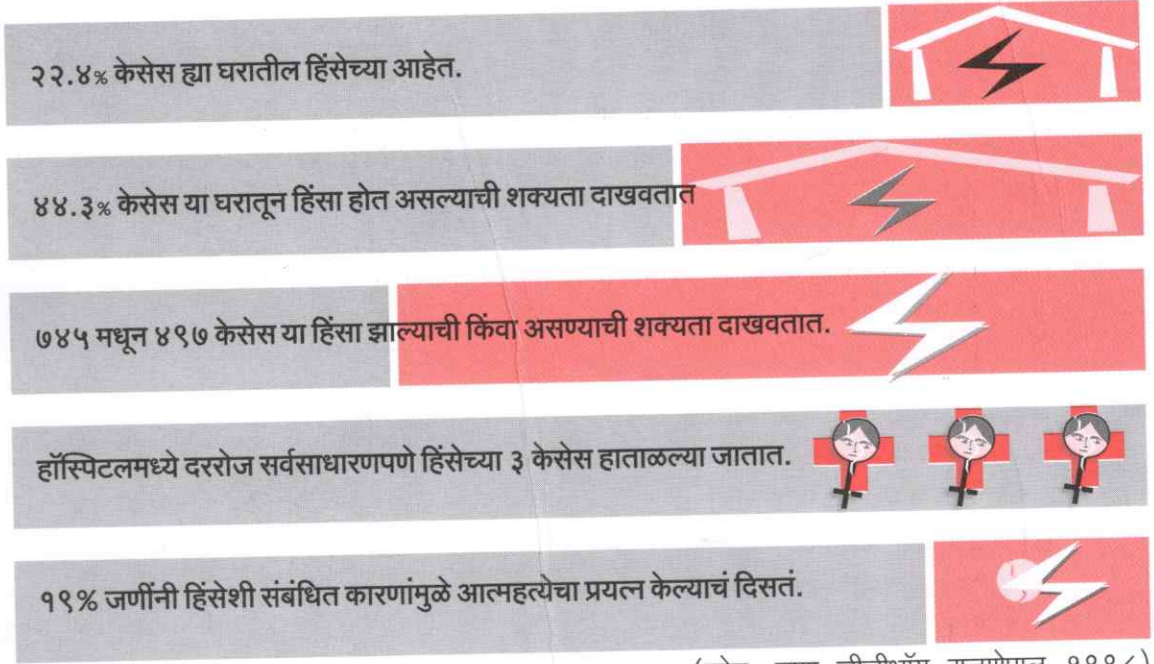 २२.४% केसेस ह्या घरातील हिंसेच्या आहेत.
४४.३% केसेस या घरातून हिंसा होत असल्याची शक्यता दाखवतात
७४५ मधून ४९७ केसेस या हिंसा झाल्याची किंवा असण्याची शक्यता दाखवतात.
हॉस्पिटलमध्ये दररोज सर्वसाधारणपणे हिंसेच्या ३ केसेस हाताळल्या जातात.
१९% जणींनी हिंसेशी संबंधित कारणांमुळे आत्महत्येचा प्रयत्न केल्याचं दिसतं.